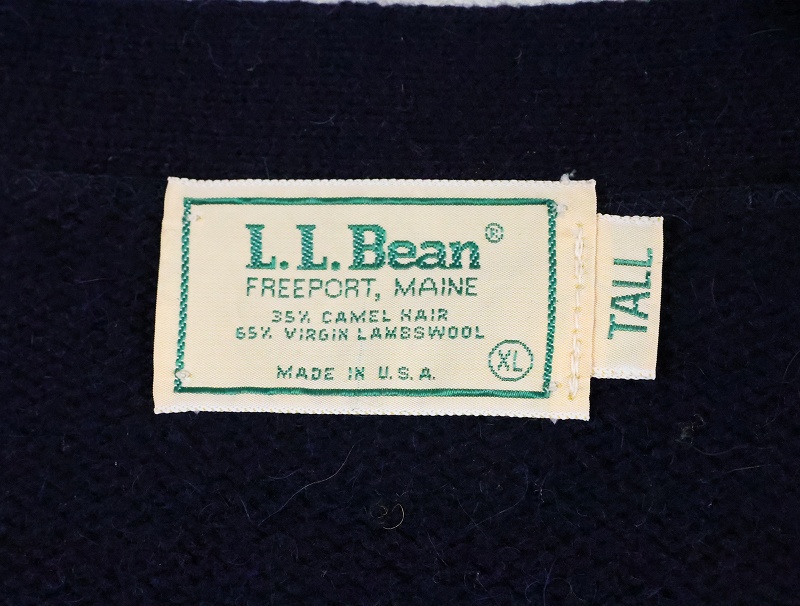 L.L.Bean®
FREEPORT, MAINE
35% CAMEL HAIR
65% VIRGIN LAMBSWOOL
XL
MADE IN U.S.A.
TALL